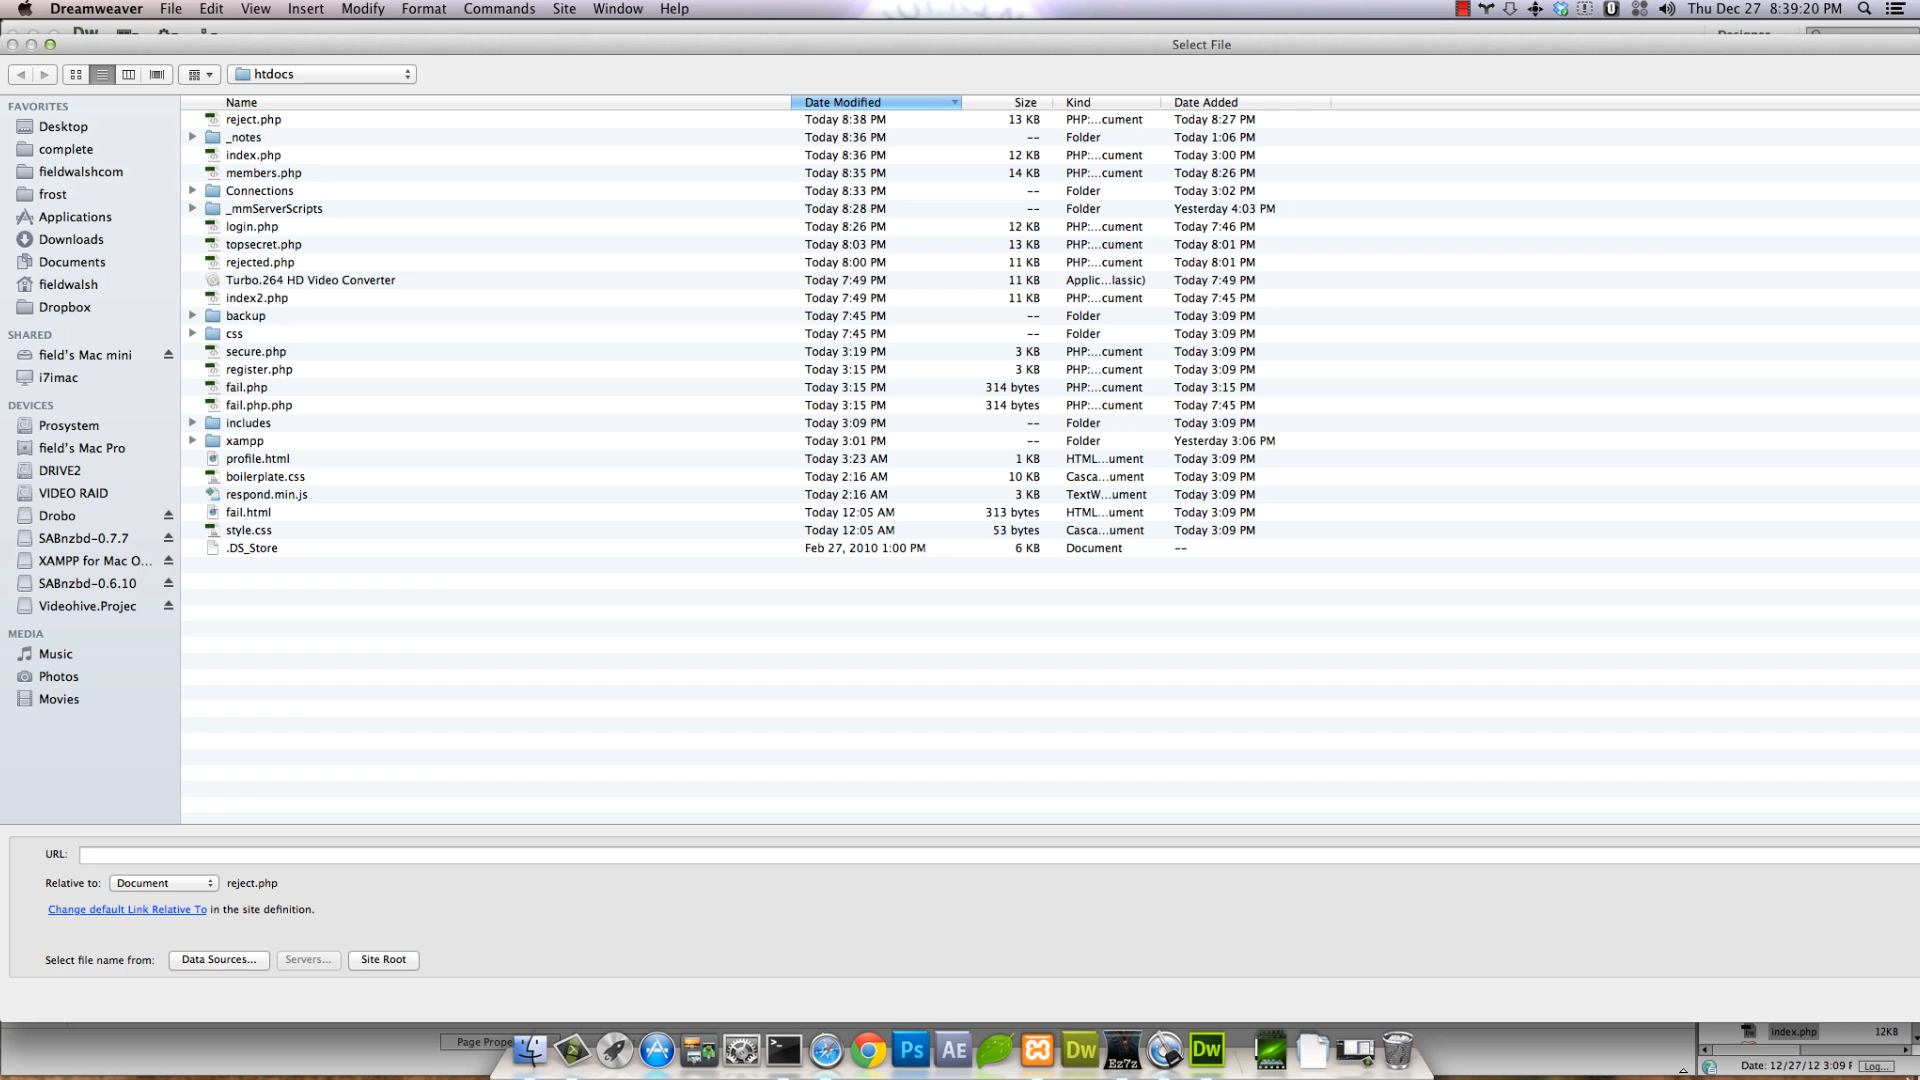 Dreamweaver File Edit View Insert Modify Format Commands Site Window Help Thu Dec 27 8:39:20 PM
Select File
htdocs
FAVORITES
Desktop
complete
fieldwalshcom
frost
Applications
Downloads
Documents
fieldwalsh
Dropbox
SHARED
field's Mac mini
i7imac
DEVICES
Prosystem
field's Mac Pro
DRIVE2
VIDEO RAID
Drobo
SABnzbd-0.7.7
XAMPP for Mac O...
SABnzbd-0.6.10
Videohive.Projec
MEDIA
Music
Photos
Movies
Name Date Modified Size Kind Date Added
reject.php Today 8:38 PM 13 KB PHP:...cument Today 8:27 PM
_notes Today 8:36 PM -- Folder Today 1:06 PM
index.php Today 8:36 PM 12 KB PHP:...cument Today 3:00 PM
members.php Today 8:35 PM 14 KB PHP:...cument Today 8:26 PM
Connections Today 8:33 PM -- Folder Today 3:02 PM
_mmServerScripts Today 8:28 PM -- Folder Yesterday 4:03 PM
login.php Today 8:26 PM 12 KB PHP:...cument Today 7:46 PM
topsecret.php Today 8:03 PM 13 KB PHP:...cument Today 8:01 PM
rejected.php Today 8:00 PM 11 KB PHP:...cument Today 8:01 PM
Turbo.264 HD Video Converter Today 7:49 PM 11 KB Applic...lassic) Today 7:49 PM
index2.php Today 7:49 PM 11 KB PHP:...cument Today 7:45 PM
backup Today 7:45 PM -- Folder Today 3:09 PM
css Today 7:45 PM -- Folder Today 3:09 PM
secure.php Today 3:19 PM 3 KB PHP:...cument Today 3:09 PM
register.php Today 3:15 PM 3 KB PHP:...cument Today 3:09 PM
fail.php Today 3:15 PM 314 bytes PHP:...cument Today 3:15 PM
fail.php.php Today 3:15 PM 314 bytes PHP:...cument Today 7:45 PM
includes Today 3:09 PM -- Folder Today 3:09 PM
xampp Today 3:01 PM -- Folder Yesterday 3:06 PM
profile.html Today 3:23 AM 1 KB HTML...ument Today 3:09 PM
boilerplate.css Today 2:16 AM 10 KB Casca...ument Today 3:09 PM
respond.min.js Today 2:16 AM 3 KB TextW...ument Today 3:09 PM
fail.html Today 12:05 AM 313 bytes HTML...ument Today 3:09 PM
style.css Today 12:05 AM 53 bytes Casca...ument Today 3:09 PM
.DS_Store Feb 27, 2010 1:00 PM 6 KB Document --
URL:
Relative to: Document reject.php
Change default Link Relative To in the site definition.
Select file name from: Data Sources... Servers... Site Root
Page Prope
Ps AE Dw Ez7z Dw
index.php 12KB
Date: 12/27/12 3:09 F Log...